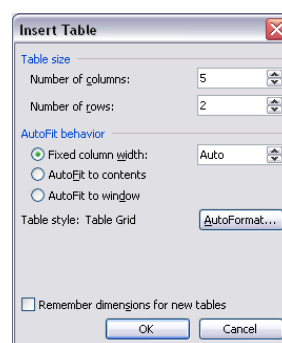 Insert Table
Table size
Number of columns: 5
Number of rows: 2
AutoFit behavior
Fixed column width: Auto
AutoFit to contents
AutoFit to window
Table style: Table Grid AutoFormat...
Remember dimensions for new tables
OK Cancel